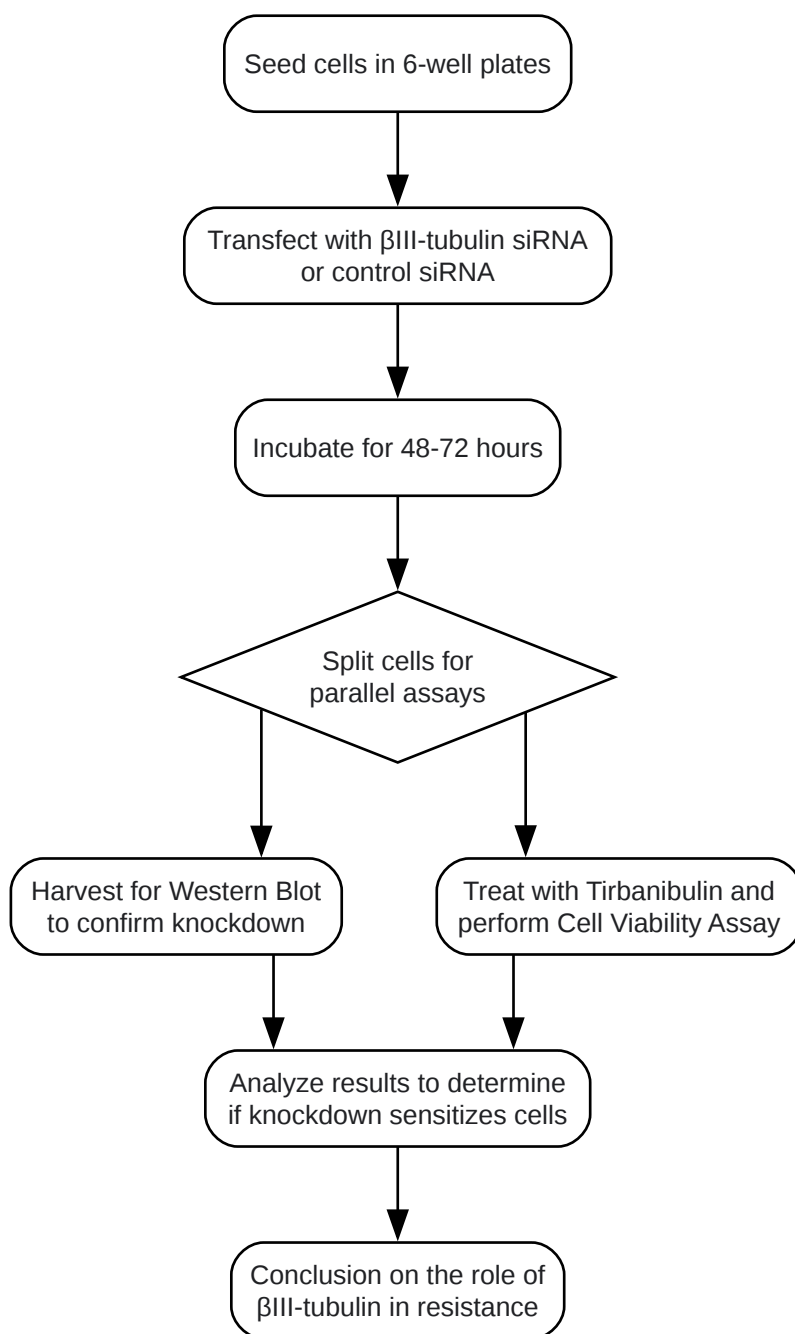 Seed cells in 6-well plates
Transfect with βIII-tubulin siRNA
or control siRNA
Incubate for 48-72 hours
Split cells for
parallel assays
Harvest for Western Blot
to confirm knockdown
Treat with Tirbanibulin and
perform Cell Viability Assay
Analyze results to determine
if knockdown sensitizes cells
Conclusion on the role of
βIII-tubulin in resistance